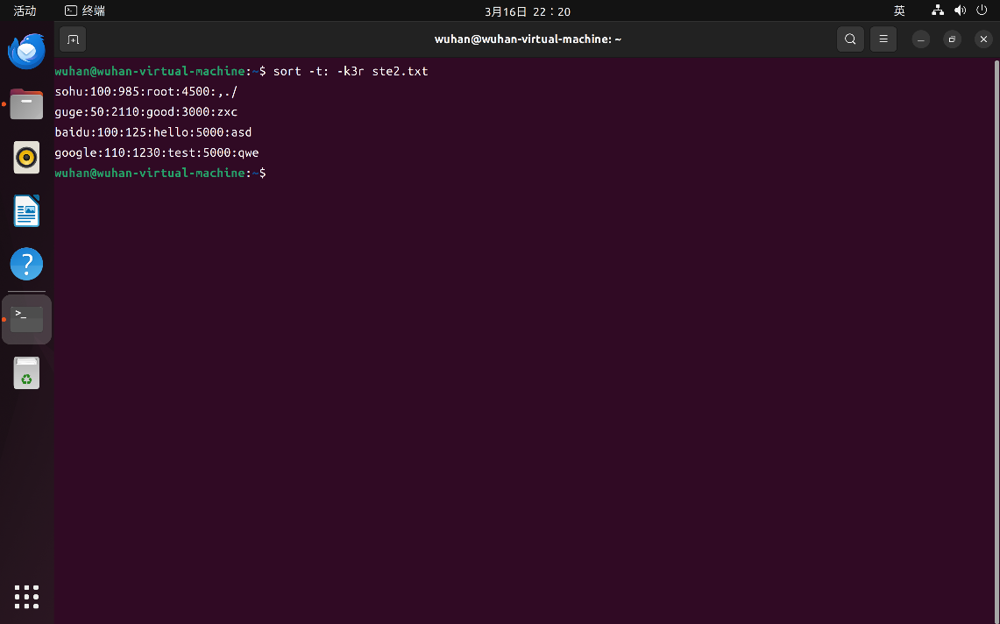 活动 终端 3月16日 22：20 英
wuhan@wuhan-virtual-machine: ~
wuhan@wuhan-virtual-machine:~$ sort -t: -k3r ste2.txt
sohu:100:985:root:4500:,./
guge:50:2110:good:3000:zxc
baidu:100:125:hello:5000:asd
google:110:1230:test:5000:qwe
wuhan@wuhan-virtual-machine:~$